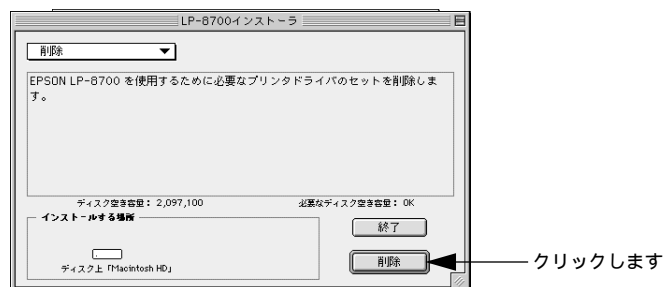 LP-8700インストーラ
削除
EPSON LP-8700 を使用するために必要なプリンタドライバのセットを削除しま
す。
ディスク空き容量： 2,097,100 必要なディスク空き容量： 0K
インストールする場所
終了
ディスク上「Macintosh HD」
削除
クリックします